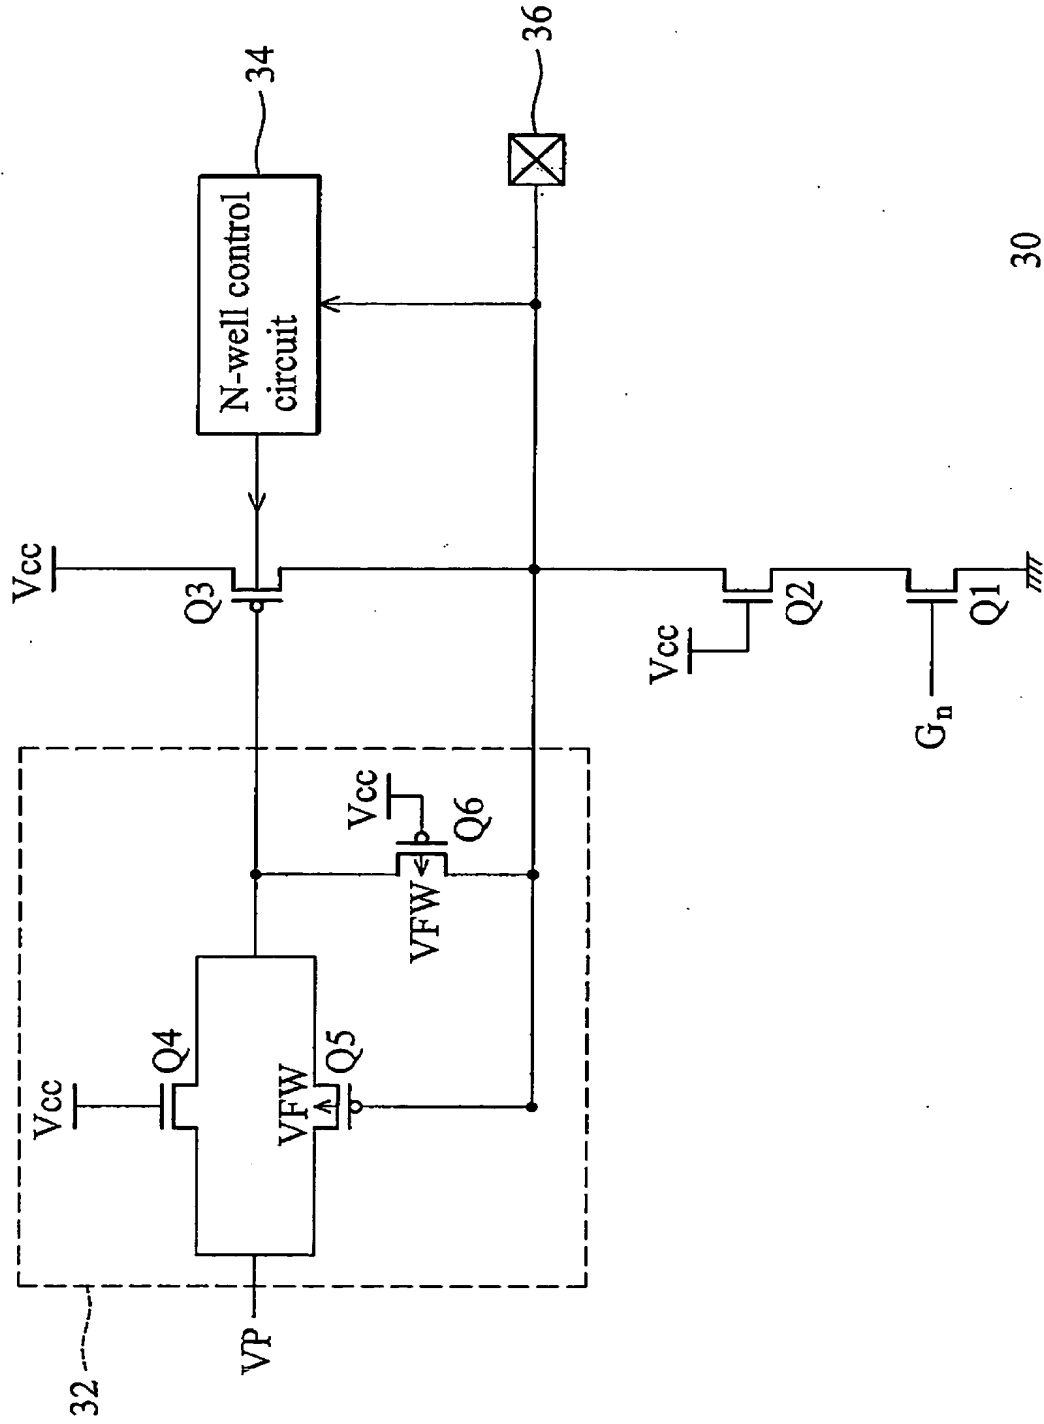 32
VP
Vcc
Q4
VFW
Q5
VFW
Q6
Vcc
Vcc
Q3
N-well control
circuit
34
36
Vcc
Q2
Gn
Q1
30